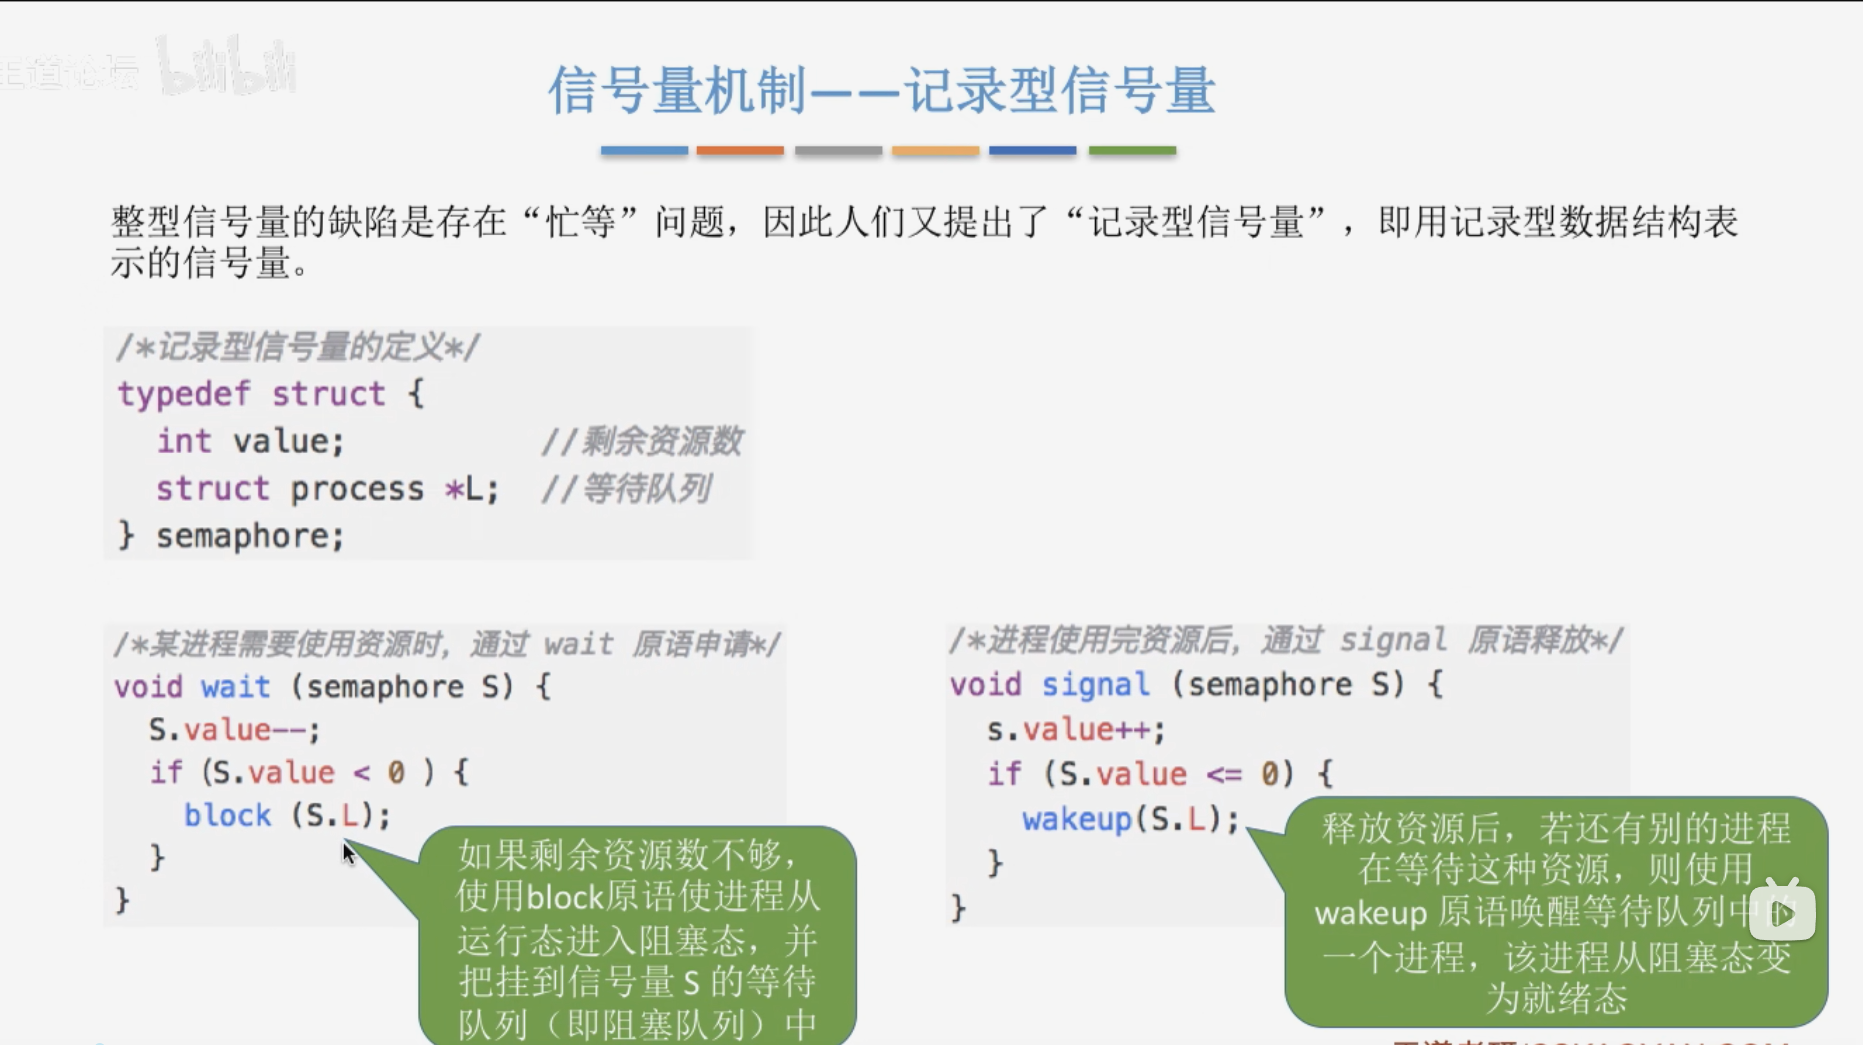 王道论坛 bilibili
信号量机制——记录型信号量
整型信号量的缺陷是存在“忙等”问题，因此人们又提出了“记录型信号量”，即用记录型数据结构表
示的信号量。
/*记录型信号量的定义*/
typedef struct {
int value; //剩余资源数
struct process *L; //等待队列
} semaphore;
/*某进程需要使用资源时，通过 wait 原语申请*/
void wait (semaphore S) {
S.value--;
if (S.value < 0 ) {
block (S.L);
}
}
如果剩余资源数不够，
使用block原语使进程从
运行态进入阻塞态，并
把挂到信号量 S 的等待
队列（即阻塞队列）中
/*进程使用完资源后，通过 signal 原语释放*/
void signal (semaphore S) {
s.value++;
if (S.value <= 0) {
wakeup(S.L);
}
}
释放资源后，若还有别的进程
在等待这种资源，则使用
wakeup 原语唤醒等待队列中的
一个进程，该进程从阻塞态变
为就绪态